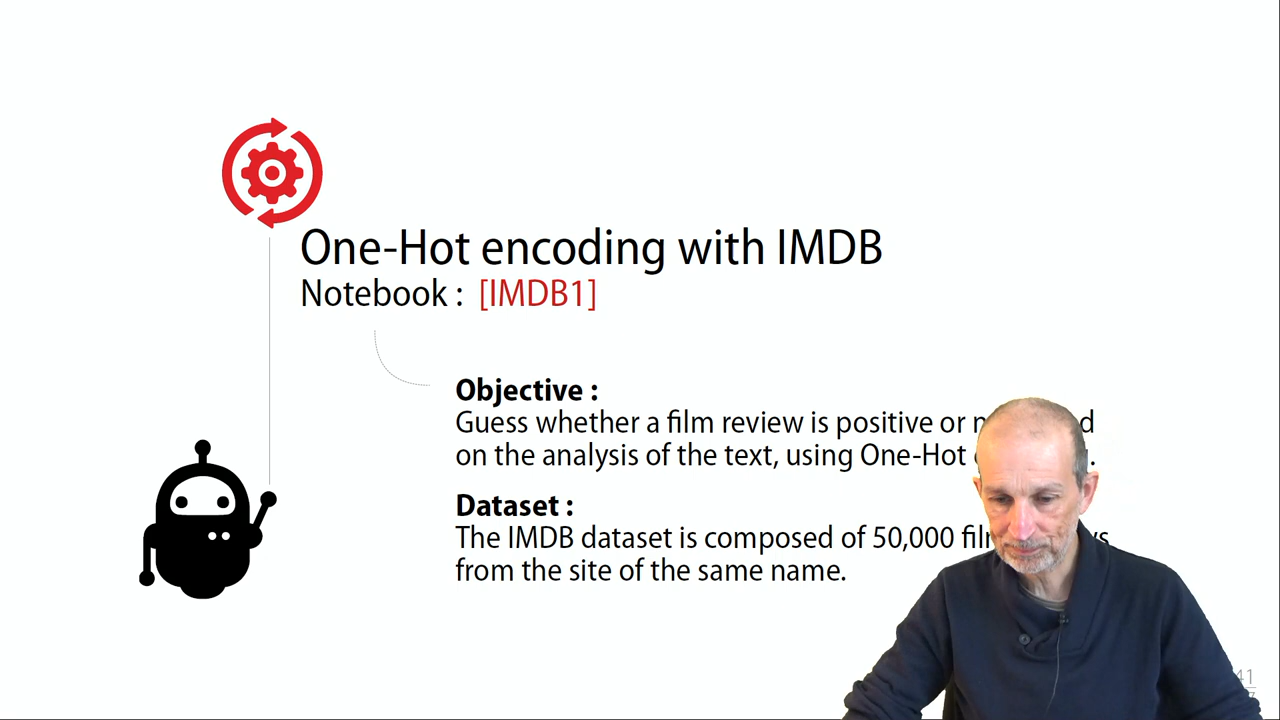 One-Hot encoding with IMDB
Notebook : [IMDB1]
Objective :
Guess whether a film review is positive or
on the analysis of the text, using One-Hot
Dataset :
The IMDB dataset is composed of 50,000
from the site of the same name.
41